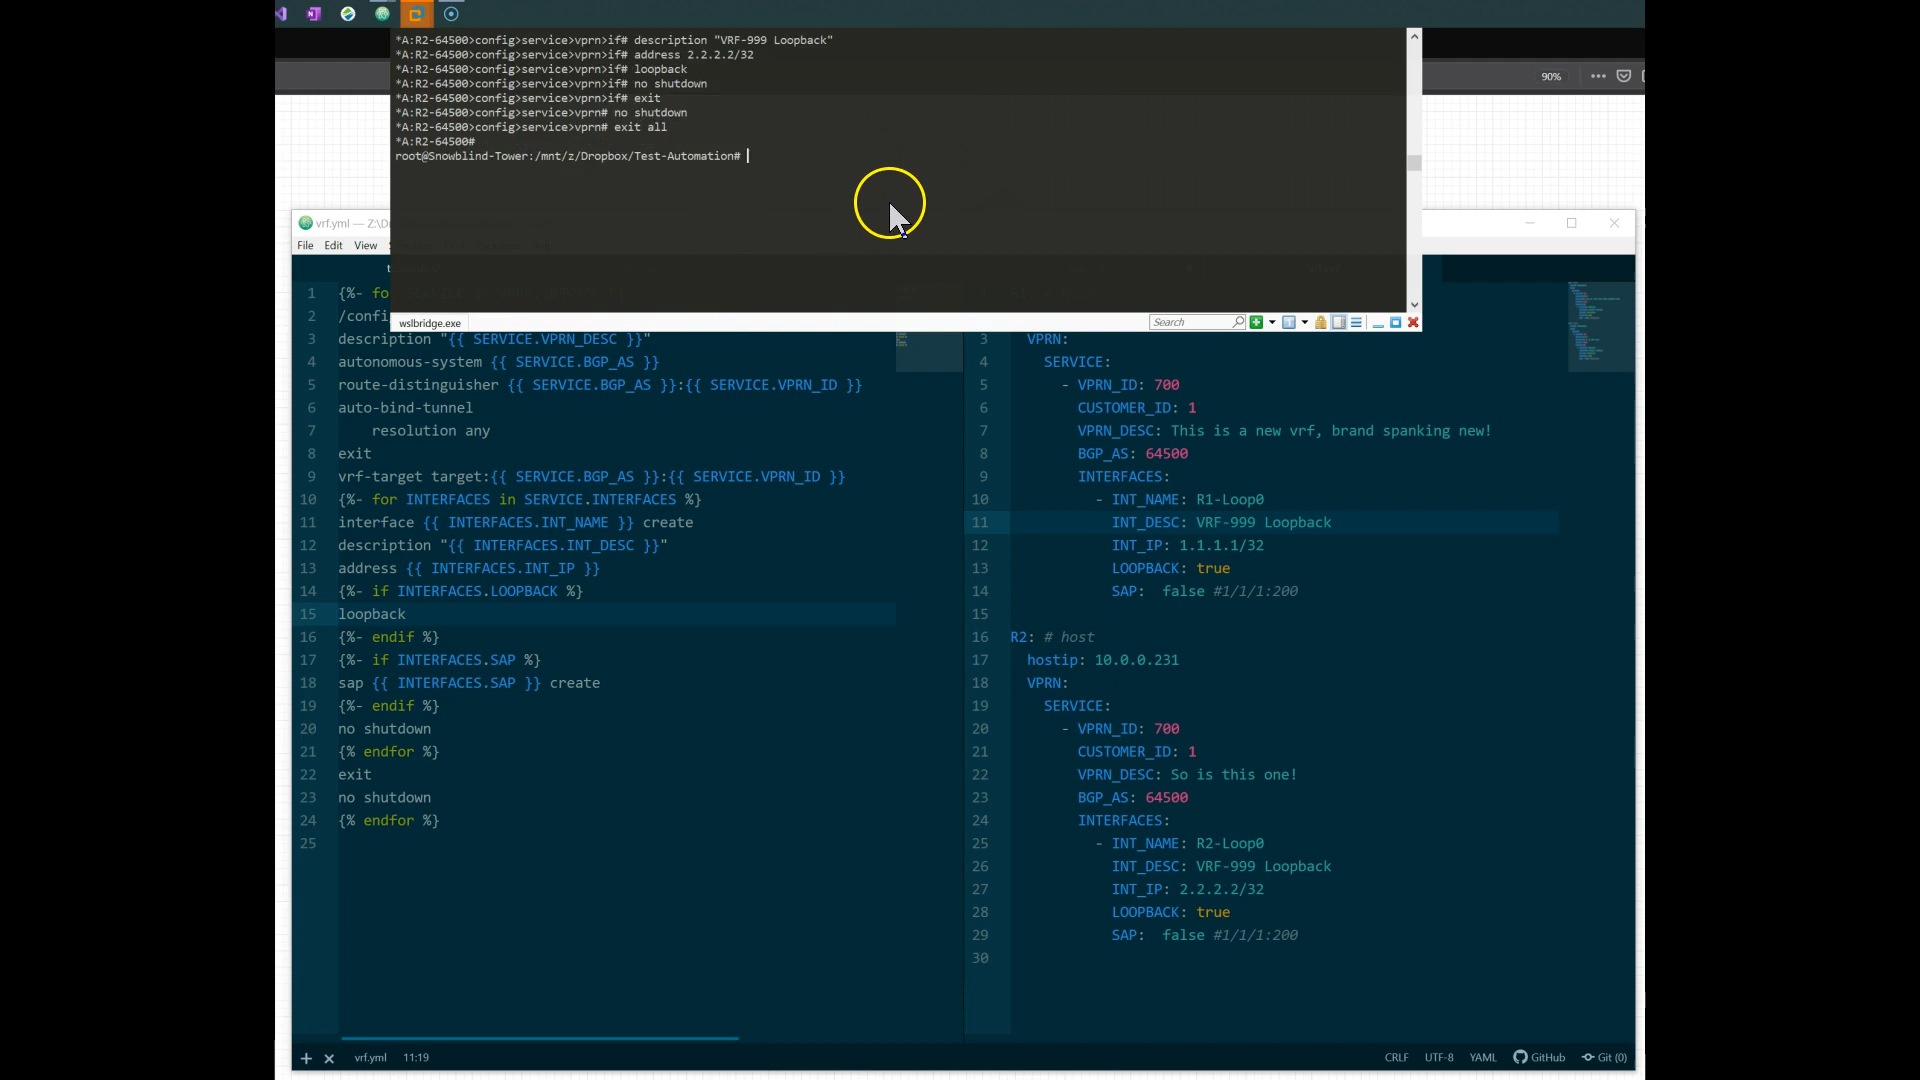 *A:R2-64500>config>service>vprn>if# description "VRF-999 Loopback"
*A:R2-64500>config>service>vprn>if# address 2.2.2.2/32
*A:R2-64500>config>service>vprn>if# loopback
*A:R2-64500>config>service>vprn>if# no shutdown
*A:R2-64500>config>service>vprn>if# exit
*A:R2-64500>config>service>vprn# no shutdown
*A:R2-64500>config>service>vprn# exit all
*A:R2-64500#
root@Snowblind-Tower:/mnt/z/Dropbox/Test-Automation#
90%
vrf.yml — Z:\D
File Edit View
wslbridge.exe
Search
1 {%- fo
2 /confi
3 description "{{ SERVICE.VPRN_DESC }}"
4 autonomous-system {{ SERVICE.BGP_AS }}
5 route-distinguisher {{ SERVICE.BGP_AS }}:{{ SERVICE.VPRN_ID }}
6 auto-bind-tunnel
7 resolution any
8 exit
9 vrf-target target:{{ SERVICE.BGP_AS }}:{{ SERVICE.VPRN_ID }}
10 {%- for INTERFACES in SERVICE.INTERFACES %}
11 interface {{ INTERFACES.INT_NAME }} create
12 description "{{ INTERFACES.INT_DESC }}"
13 address {{ INTERFACES.INT_IP }}
14 {%- if INTERFACES.LOOPBACK %}
15 loopback
16 {%- endif %}
17 {%- if INTERFACES.SAP %}
18 sap {{ INTERFACES.SAP }} create
19 {%- endif %}
20 no shutdown
21 {% endfor %}
22 exit
23 no shutdown
24 {% endfor %}
25
3 VPRN:
4 SERVICE:
5 - VPRN_ID: 700
6 CUSTOMER_ID: 1
7 VPRN_DESC: This is a new vrf, brand spanking new!
8 BGP_AS: 64500
9 INTERFACES:
10 - INT_NAME: R1-Loop0
11 INT_DESC: VRF-999 Loopback
12 INT_IP: 1.1.1.1/32
13 LOOPBACK: true
14 SAP: false #1/1/1:200
15
16 R2: # host
17 hostip: 10.0.0.231
18 VPRN:
19 SERVICE:
20 - VPRN_ID: 700
21 CUSTOMER_ID: 1
22 VPRN_DESC: So is this one!
23 BGP_AS: 64500
24 INTERFACES:
25 - INT_NAME: R2-Loop0
26 INT_DESC: VRF-999 Loopback
27 INT_IP: 2.2.2.2/32
28 LOOPBACK: true
29 SAP: false #1/1/1:200
30
vrf.yml 11:19
CRLF UTF-8 YAML GitHub Git (0)